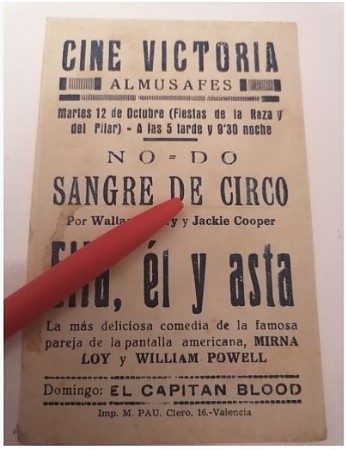 CINE VICTORIA
ALMUSAFES
Martes 12 de Octubre (Fiestas de la Raza y
del Pilar) - A las 5 tarde y 9'30 noche
NO-DO
SANGRE DE CIRCO
Por y Jackie Cooper
él y asta
La más deliciosa comedia de la famosa
pareja de la pantalla americana, MIRNA
LOY y WILLIAM POWELL
Domingo: EL CAPITAN BLOOD
Imp. M. PAU. Clero, 16.-Valencia